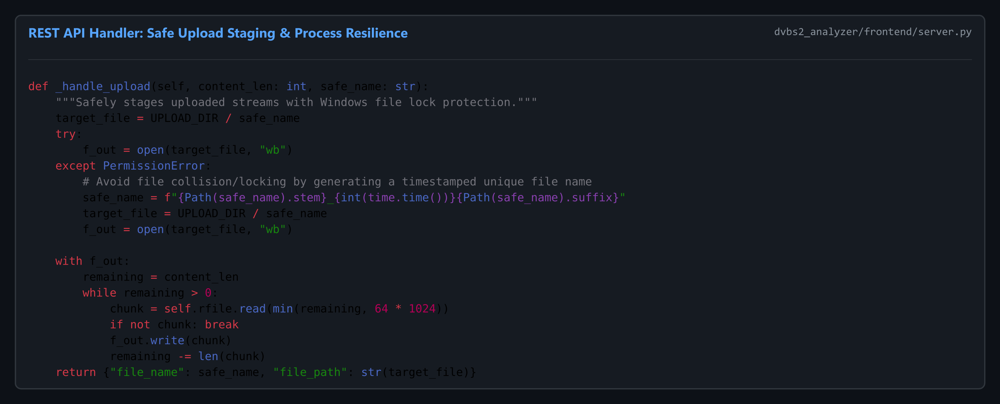 REST API Handler: Safe Upload Staging & Process Resilience
dvbs2_analyzer/frontend/server.py
def _handle_upload(self, content_len: int, safe_name: str):
    """Safely stages uploaded streams with Windows file lock protection."""
    target_file = UPLOAD_DIR / safe_name
    try:
        f_out = open(target_file, "wb")
    except PermissionError:
        # Avoid file collision/locking by generating a timestamped unique file name
        safe_name = f"{Path(safe_name).stem}_{int(time.time())}{Path(safe_name).suffix}"
        target_file = UPLOAD_DIR / safe_name
        f_out = open(target_file, "wb")
    with f_out:
        remaining = content_len
        while remaining > 0:
            chunk = self.rfile.read(min(remaining, 64 * 1024))
            if not chunk: break
            f_out.write(chunk)
            remaining -= len(chunk)
    return {"file_name": safe_name, "file_path": str(target_file)}